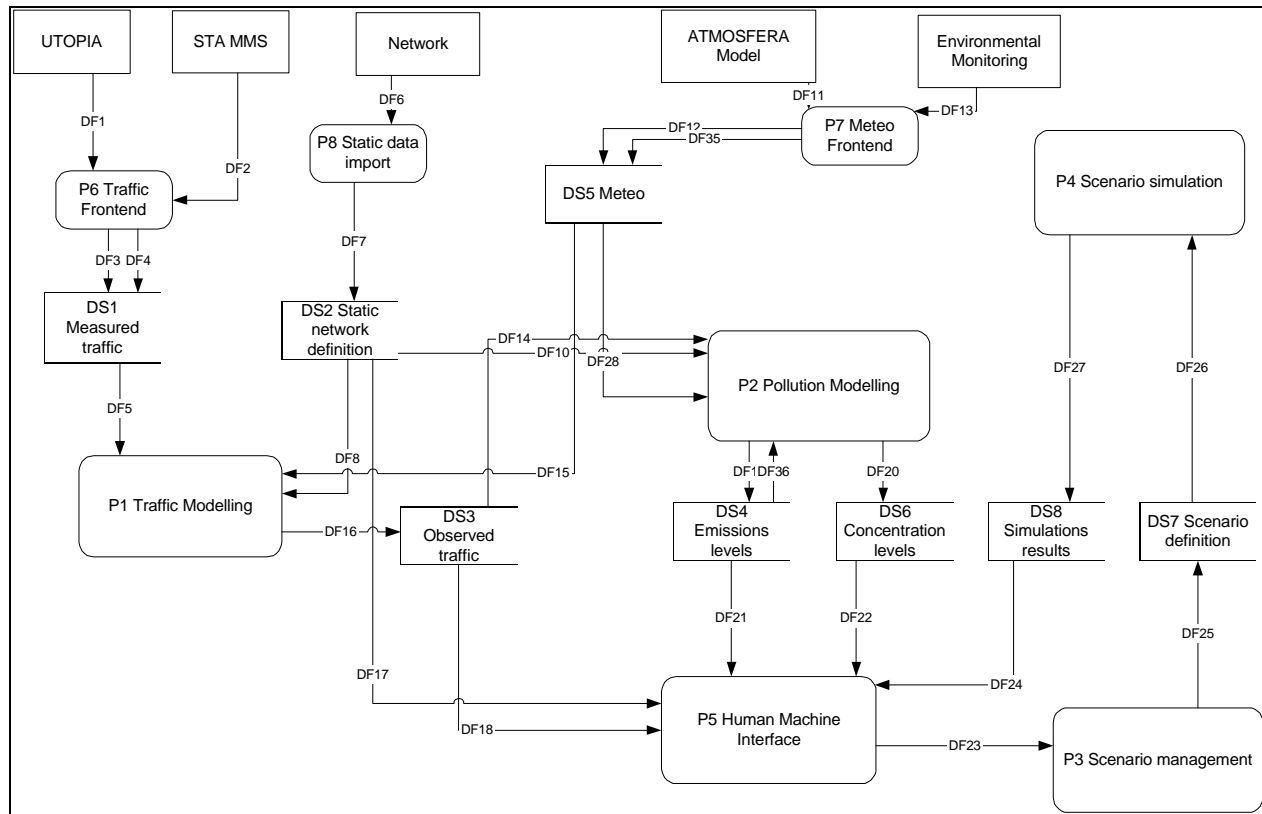 UTOPIA
STA MMS
Network
ATMOSFERA
Model
Environmental
Monitoring
DF1
DF2
DF6
DF11
DF13
P8 Static data
import
DF12
DF35
P7 Meteo
Frontend
P4 Scenario simulation
P6 Traffic
Frontend
DS5 Meteo
DF3
DF4
DF7
DS1
Measured
traffic
DS2 Static
network
definition
DF14
DF10
DF28
DF27
DF26
P2 Pollution Modelling
DF5
DF8
DF15
DF1
DF36
DF20
P1 Traffic Modelling
DF16
DS3
Observed
traffic
DS4
Emissions
levels
DS6
Concentration
levels
DS8
Simulations
results
DS7 Scenario
definition
DF21
DF22
DF25
DF17
DF24
DF18
P5 Human Machine
Interface
DF23
P3 Scenario management